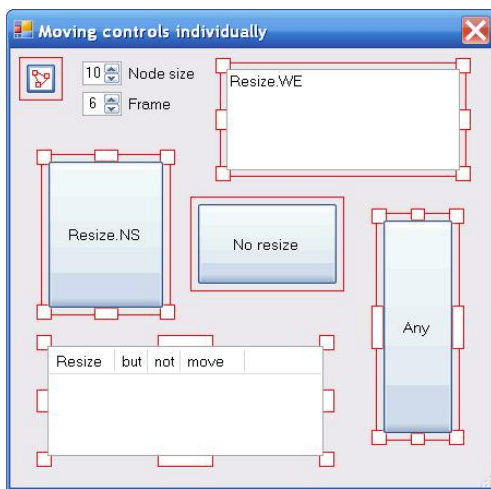 Moving controls individually
10 Node size
6 Frame
Resize.WE
Resize.NS
No resize
Any
Resize but not move